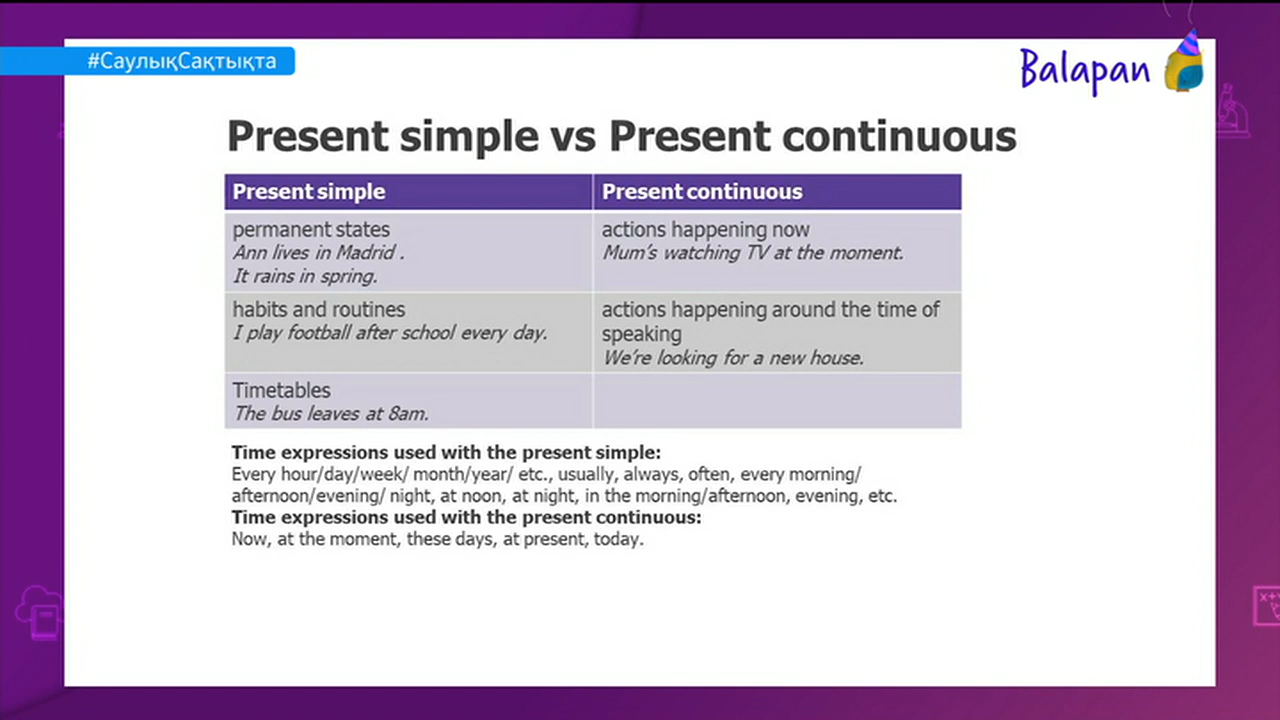 #СаулықСақтықта
Balapan
Present simple vs Present continuous
Present simple
Present continuous
permanent states
Ann lives in Madrid .
It rains in spring.
actions happening now
Mum's watching TV at the moment.
habits and routines
I play football after school every day.
actions happening around the time of
speaking
We're looking for a new house.
Timetables
The bus leaves at 8am.
Time expressions used with the present simple:
Every hour/day/week/ month/year/ etc., usually, always, often, every morning/
afternoon/evening/ night, at noon, at night, in the morning/afternoon, evening, etc.
Time expressions used with the present continuous:
Now, at the moment, these days, at present, today.